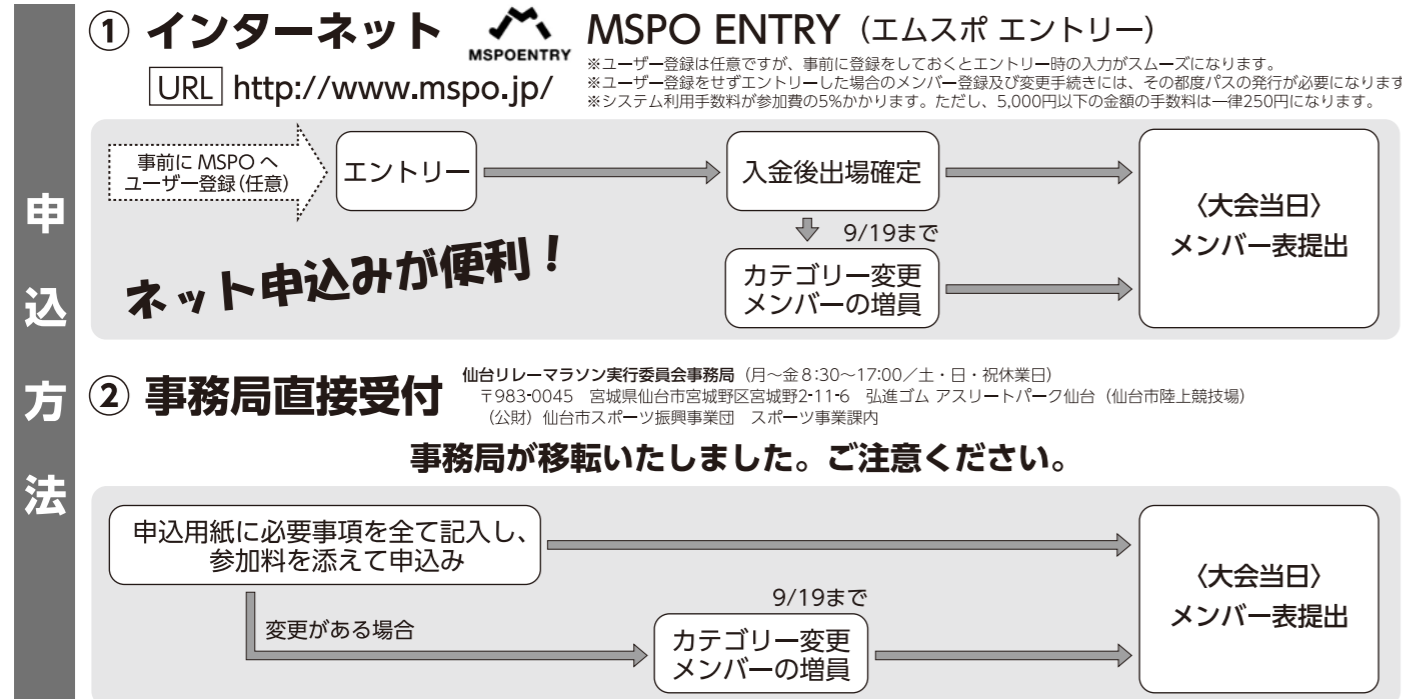 申込方法
① インターネット
MSPOENTRY
MSPO ENTRY（エムスポ エントリー）
URL http://www.mspo.jp/
※ユーザー登録は任意ですが、事前に登録をしておくとエントリー時の入力がスムーズになります。
※ユーザー登録をせずエントリーした場合のメンバー登録及び変更手続きには、その都度パスの発行が必要になります
※システム利用手数料が参加費の5%かかります。ただし、5,000円以下の金額の手数料は一律250円になります。
事前に MSPO へ
ユーザー登録（任意）
エントリー
入金後出場確定
9/19まで
カテゴリー変更
メンバーの増員
〈大会当日〉
メンバー表提出
ネット申込みが便利！
② 事務局直接受付
仙台リレーマラソン実行委員会事務局（月～金8:30～17:00／土・日・祝休業日）
〒983-0045 宮城県仙台市宮城野区宮城野2-11-6 弘進ゴム アスリートパーク仙台（仙台市陸上競技場）
（公財）仙台市スポーツ振興事業団 スポーツ事業課内
事務局が移転いたしました。ご注意ください。
申込用紙に必要事項を全て記入し、
参加料を添えて申込み
変更がある場合
9/19まで
カテゴリー変更
メンバーの増員
〈大会当日〉
メンバー表提出